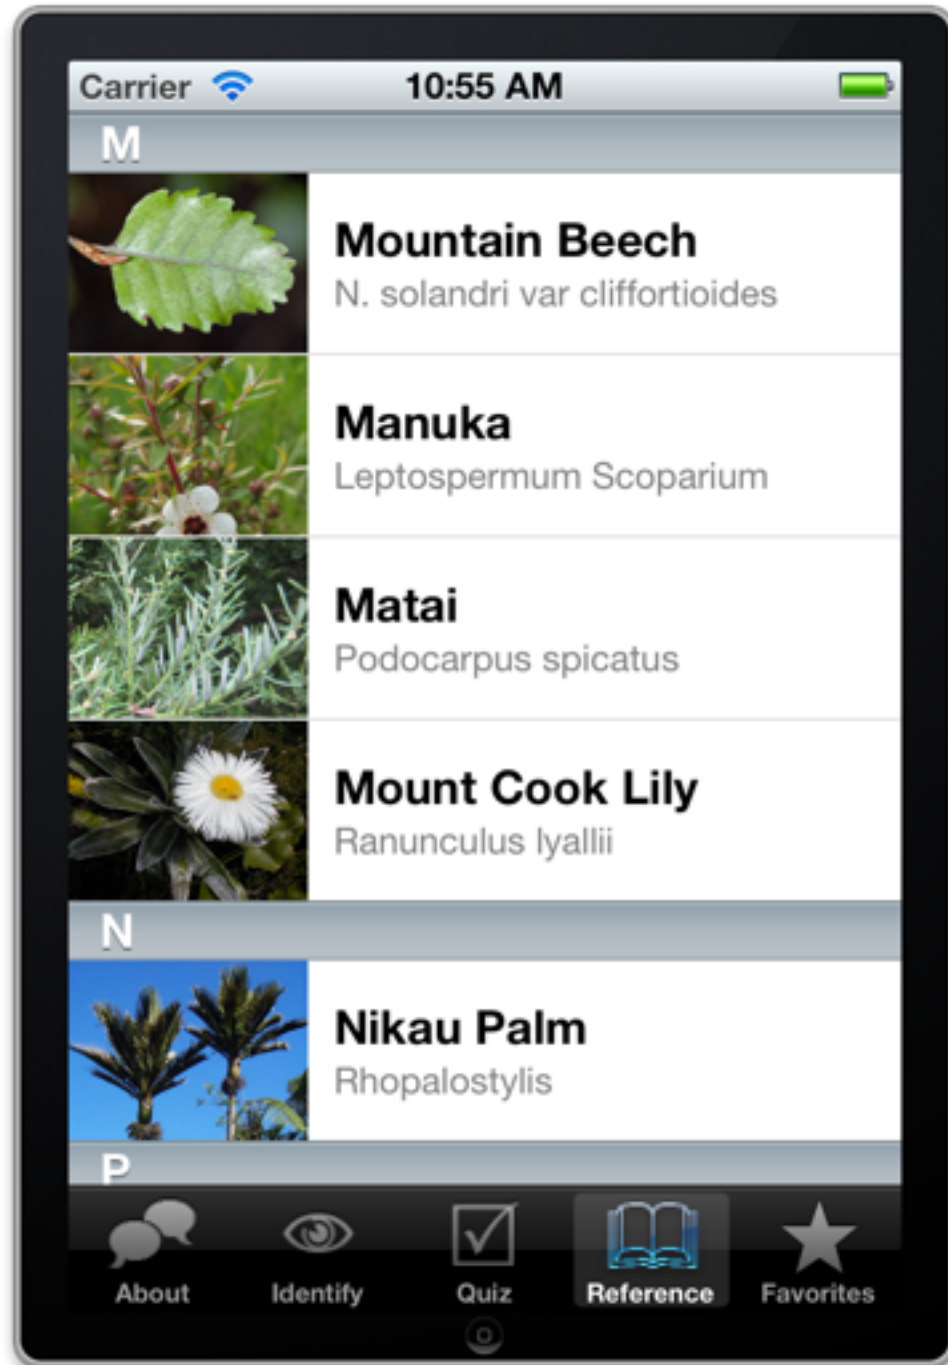 Carrier 10:55 AM
M
Mountain Beech
N. solandri var cliffortioides
Manuka
Leptospermum Scoparium
Matai
Podocarpus spicatus
Mount Cook Lily
Ranunculus lyallii
N
Nikau Palm
Rhopalostylis
P
About Identify Quiz Reference Favorites